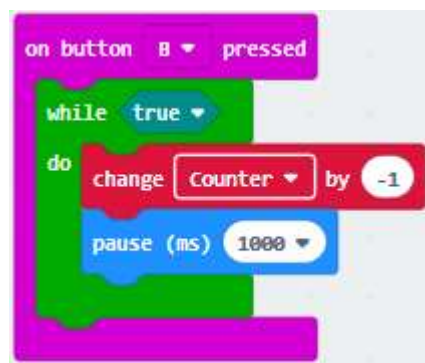 on button B pressed
while true
do
change Counter by -1
pause (ms) 1000